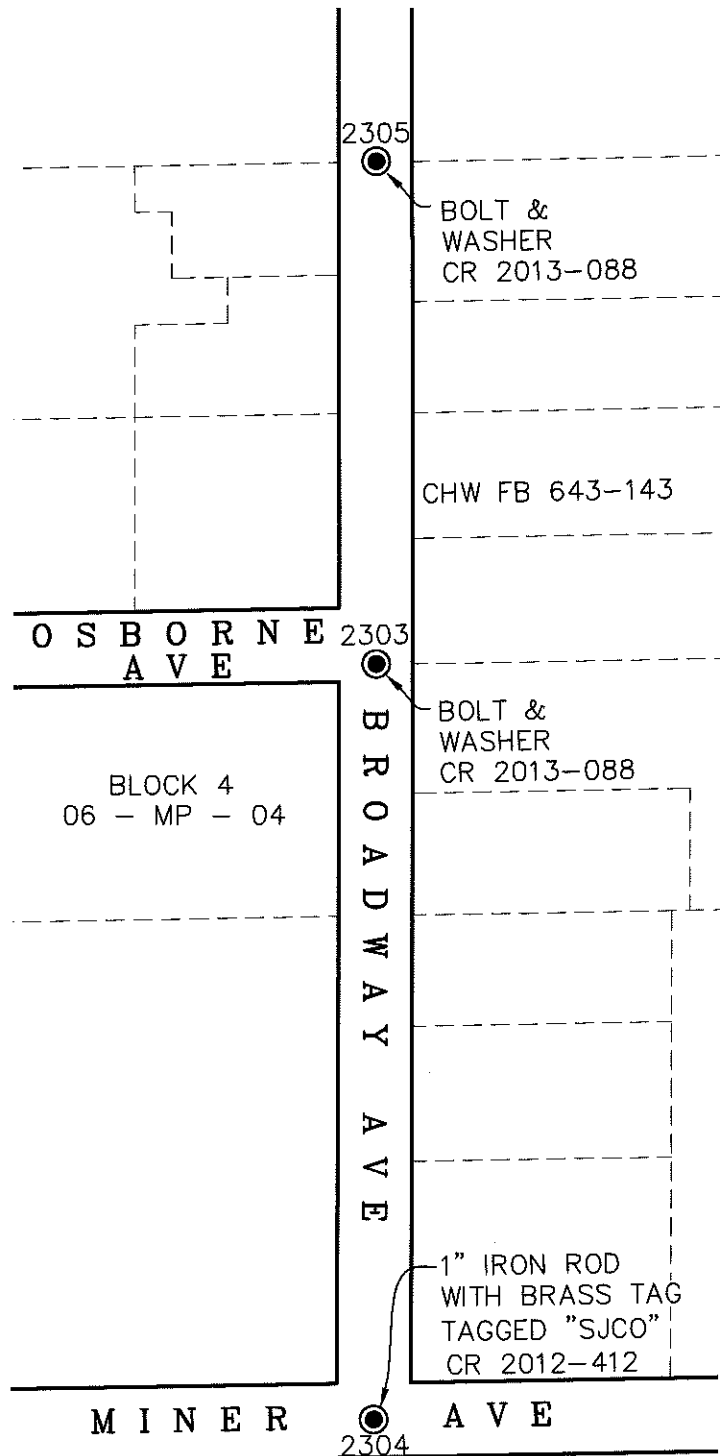 2305
BOLT &
WASHER
CR 2013-088
CHW FB 643-143
OSBORNE
AVE
2303
BOLT &
WASHER
CR 2013-088
BLOCK 4
06 - MP - 04
BROADWAY AVE
1" IRON ROD
WITH BRASS TAG
TAGGED "SJCO"
CR 2012-412
MINER AVE
2304